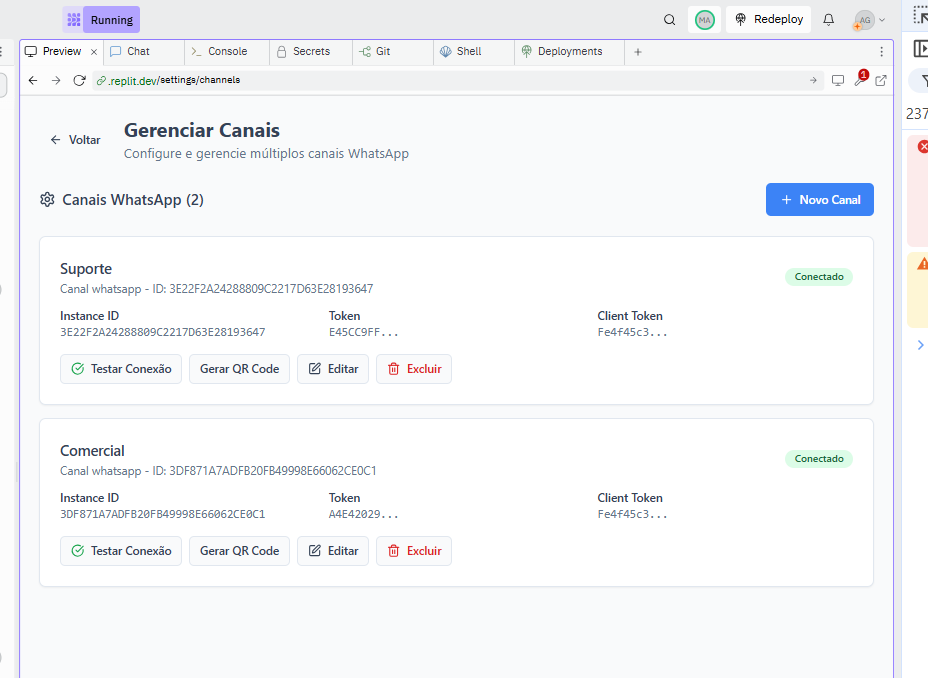 Running
MA
Redeploy
AG
Preview
Chat
Console
Secrets
Git
Shell
Deployments
.replit.dev/settings/channels
1
237
Voltar
Gerenciar Canais
Configure e gerencie múltiplos canais WhatsApp
Canais WhatsApp (2)
+ Novo Canal
Suporte
Conectado
Canal whatsapp - ID: 3E22F2A24288809C2217D63E28193647
Instance ID Token Client Token
3E22F2A24288809C2217D63E28193647 E45CC9FF... Fe4f45c3...
Testar Conexão Gerar QR Code Editar Excluir
Comercial
Conectado
Canal whatsapp - ID: 3DF871A7ADFB20FB49998E66062CE0C1
Instance ID Token Client Token
3DF871A7ADFB20FB49998E66062CE0C1 A4E42029... Fe4f45c3...
Testar Conexão Gerar QR Code Editar Excluir